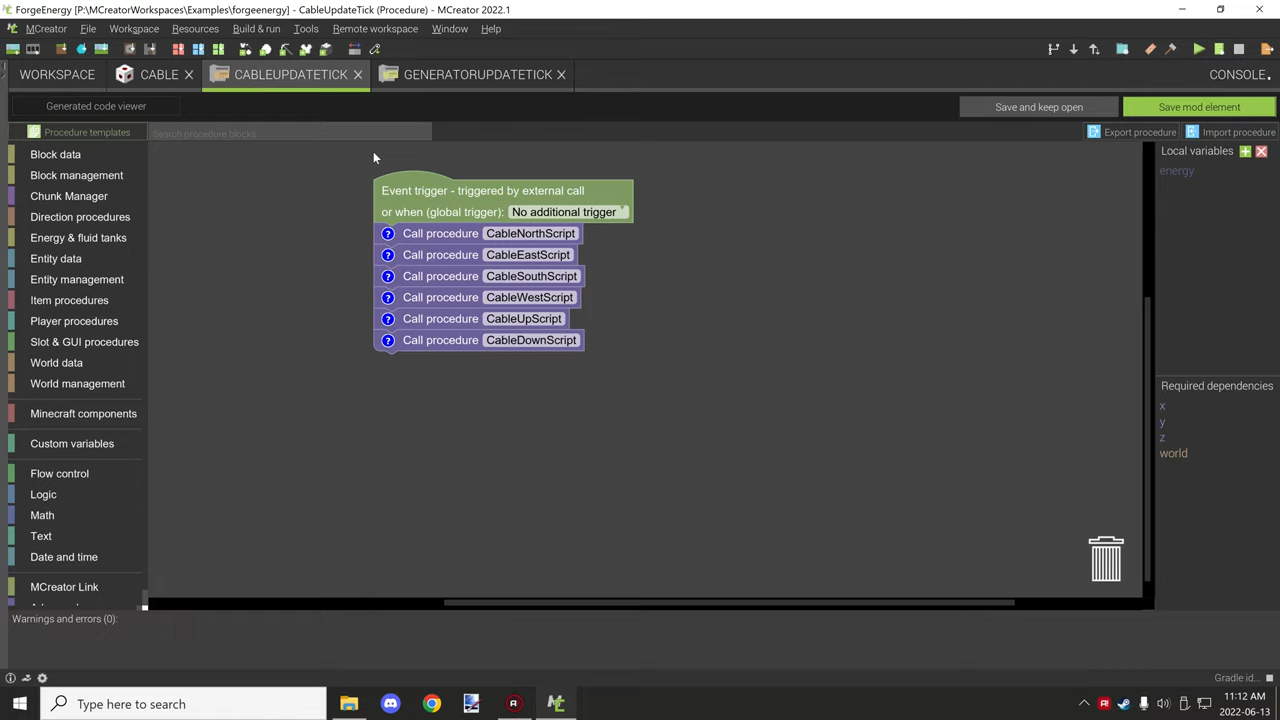 ForgeEnergy [P:\MCreatorWorkspaces\Examples\forgeenergy] - CableUpdateTick (Procedure) - MCreator 2022.1
MCreator File Workspace Resources Build & run Tools Remote workspace Window Help
WORKSPACE CABLE CABLEUPDATETICK GENERATORUPDATETICK CONSOLE
Generated code viewer Save and keep open Save mod element
Procedure templates Search procedure blocks Export procedure Import procedure
Block data
Block management
Chunk Manager
Direction procedures
Energy & fluid tanks
Entity data
Entity management
Item procedures
Player procedures
Slot & GUI procedures
World data
World management
Minecraft components
Custom variables
Flow control
Logic
Math
Text
Date and time
MCreator Link
Event trigger - triggered by external call
or when (global trigger): No additional trigger
? Call procedure CableNorthScript
? Call procedure CableEastScript
? Call procedure CableSouthScript
? Call procedure CableWestScript
? Call procedure CableUpScript
? Call procedure CableDownScript
Local variables
energy
Required dependencies
x
y
z
world
Warnings and errors (0):
Gradle id...
Type here to search
11:12 AM
2022-06-13